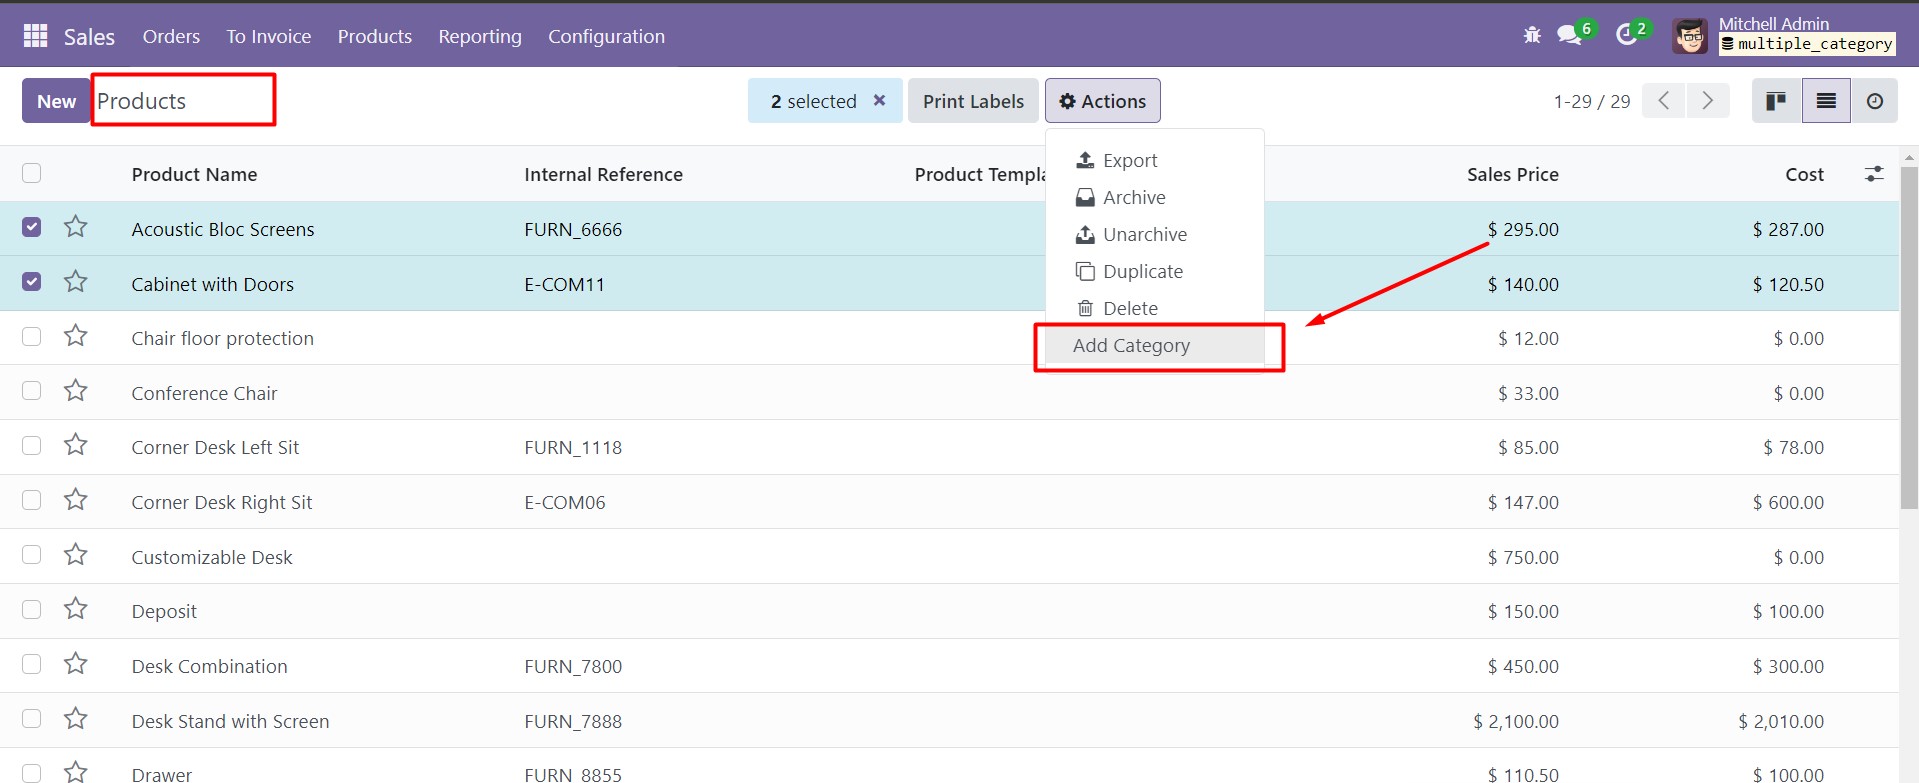 Sales Orders To Invoice Products Reporting Configuration 6 2 Mitchell Admin
multiple_category
New Products 2 selected × Print Labels Actions 1-29 / 29
Product Name Internal Reference Product Templa Sales Price Cost
Export
Archive
Unarchive
Duplicate
Delete
Add Category
Acoustic Bloc Screens FURN_6666 $ 295.00 $ 287.00
Cabinet with Doors E-COM11 $ 140.00 $ 120.50
Chair floor protection $ 12.00 $ 0.00
Conference Chair $ 33.00 $ 0.00
Corner Desk Left Sit FURN_1118 $ 85.00 $ 78.00
Corner Desk Right Sit E-COM06 $ 147.00 $ 600.00
Customizable Desk $ 750.00 $ 0.00
Deposit $ 150.00 $ 100.00
Desk Combination FURN_7800 $ 450.00 $ 300.00
Desk Stand with Screen FURN_7888 $ 2,100.00 $ 2,010.00
Drawer FURN_8855 $ 110.50 $ 100.00